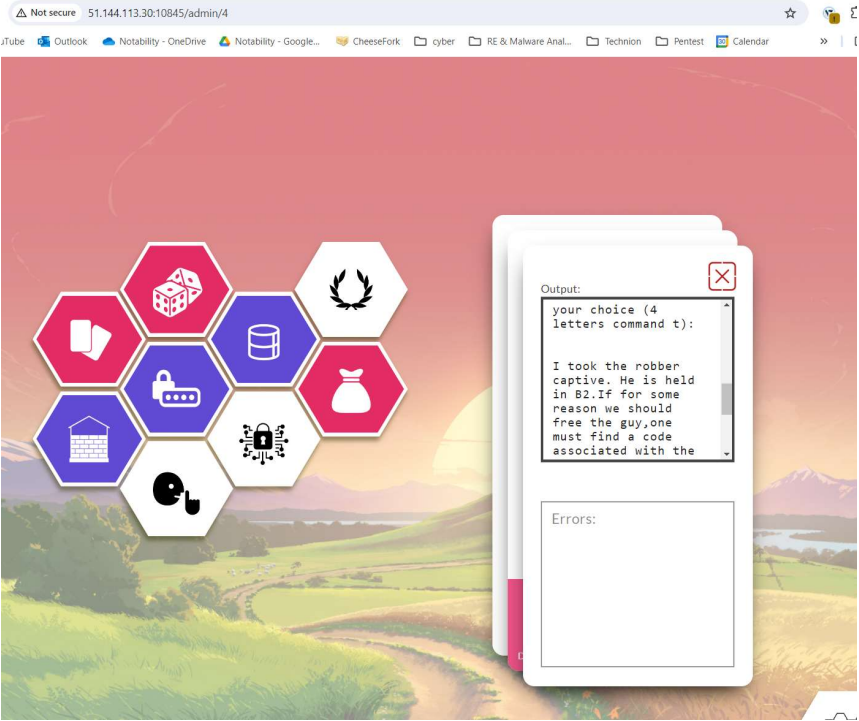 Not secure 51.144.113.30:10845/admin/4
uTube Outlook Notability - OneDrive Notability - Google... CheeseFork cyber RE & Malware Anal... Technion Pentest Calendar »
Output:
your choice (4
letters command t):
I took the robber
captive. He is held
in B2.If for some
reason we should
free the guy,one
must find a code
associated with the
Errors: